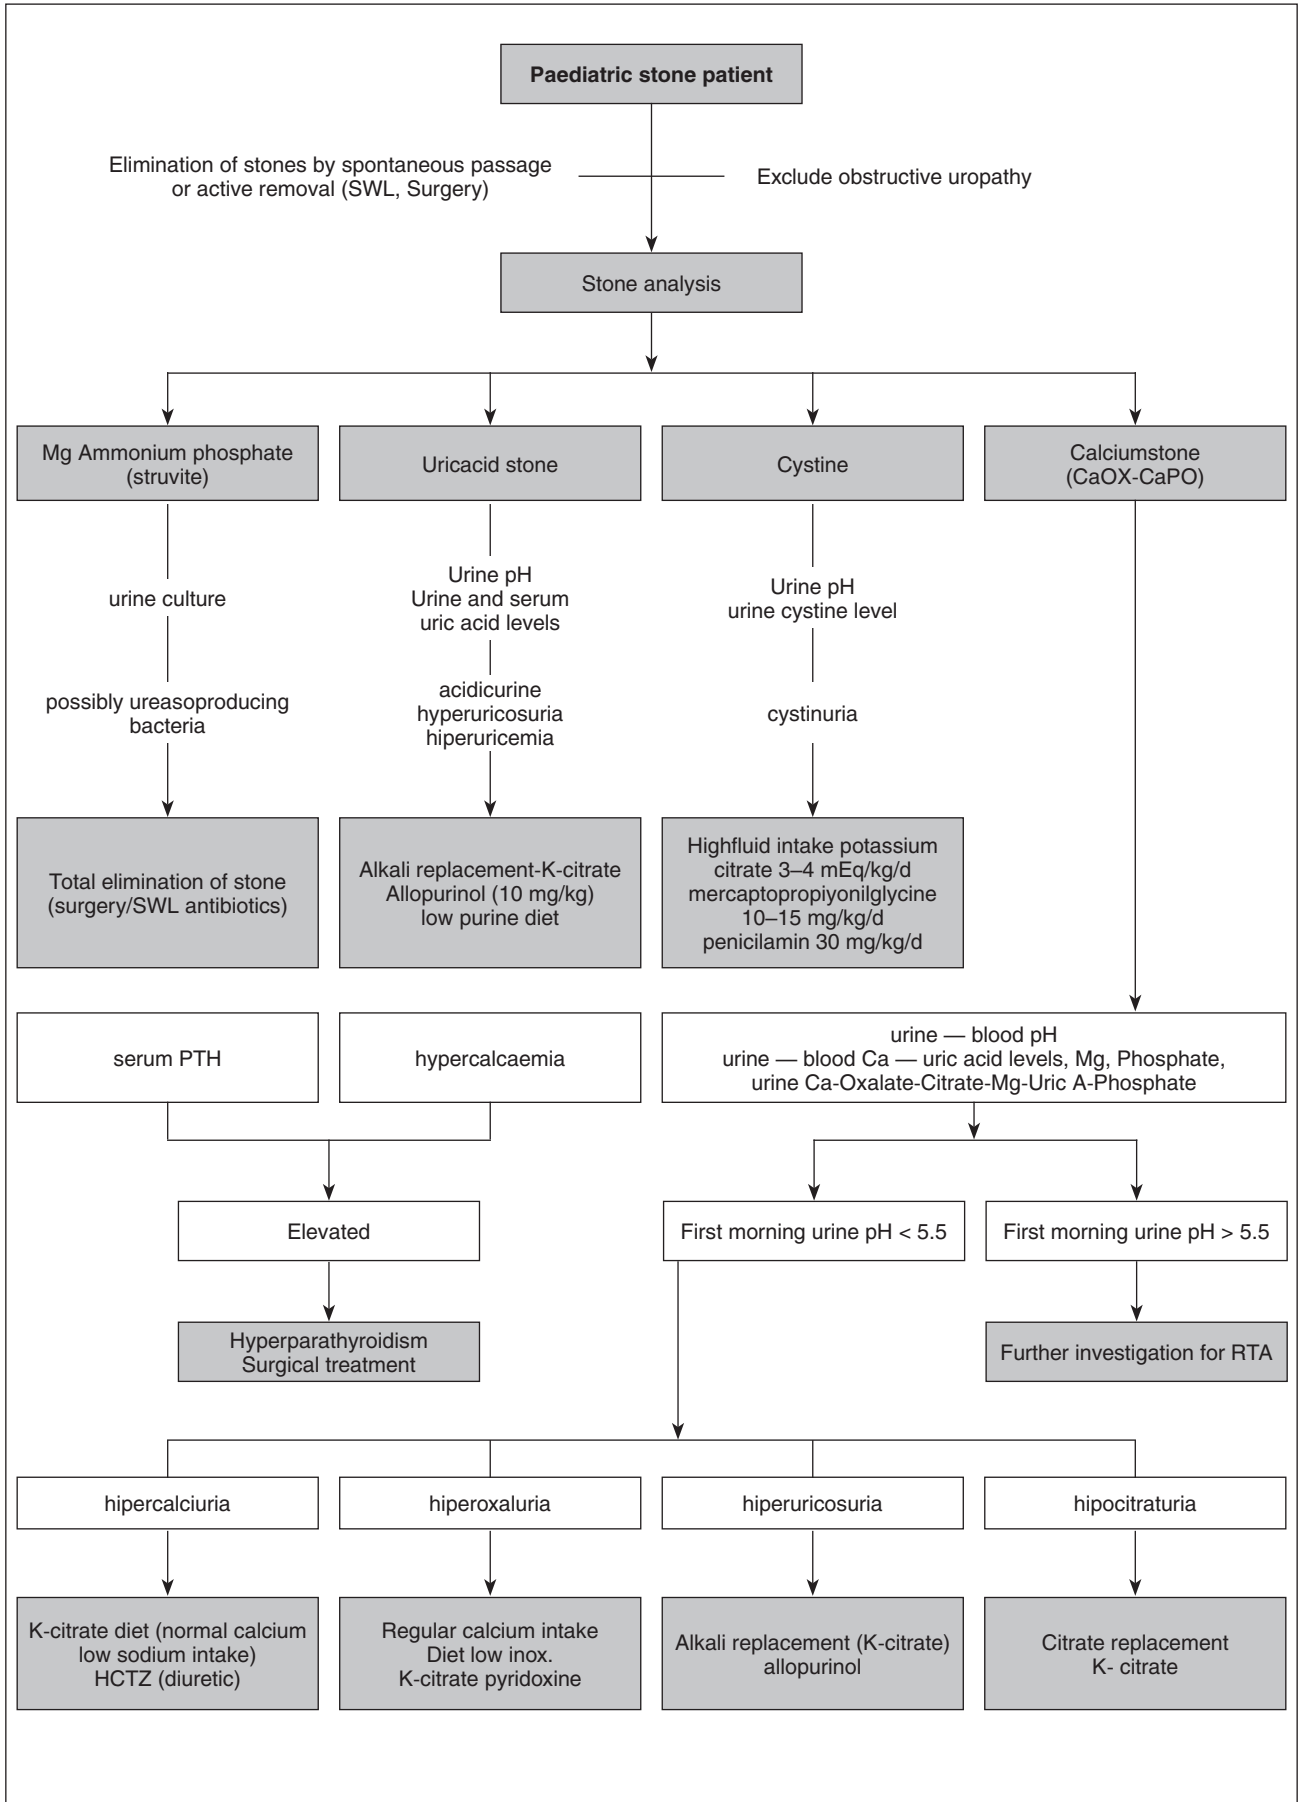 Paediatric stone patient
Elimination of stones by spontaneous passage
or active removal (SWL, Surgery)
Exclude obstructive uropathy
Stone analysis
Mg Ammonium phosphate
(struvite)
Uricacid stone
Cystine
Calciumstone
(CaOX-CaPO)
urine culture
Urine pH
Urine and serum
uric acid levels
Urine pH
urine cystine level
possibly ureasoproducing
bacteria
acidicurine
hyperuricosuria
hiperuricemia
cystinuria
Total elimination of stone
(surgery/SWL antibiotics)
Alkali replacement-K-citrate
Allopurinol (10 mg/kg)
low purine diet
Highfluid intake potassium
citrate 3–4 mEq/kg/d
mercaptopropiyonilglycine
10–15 mg/kg/d
penicilamin 30 mg/kg/d
serum PTH
hypercalcaemia
urine — blood pH
urine — blood Ca — uric acid levels, Mg, Phosphate,
urine Ca-Oxalate-Citrate-Mg-Uric A-Phosphate
Elevated
First morning urine pH < 5.5
First morning urine pH > 5.5
Hyperparathyroidism
Surgical treatment
Further investigation for RTA
hipercalciuria
hiperoxaluria
hiperuricosuria
hipocitraturia
K-citrate diet (normal calcium
low sodium intake)
HCTZ (diuretic)
Regular calcium intake
Diet low inox.
K-citrate pyridoxine
Alkali replacement (K-citrate)
allopurinol
Citrate replacement
K- citrate